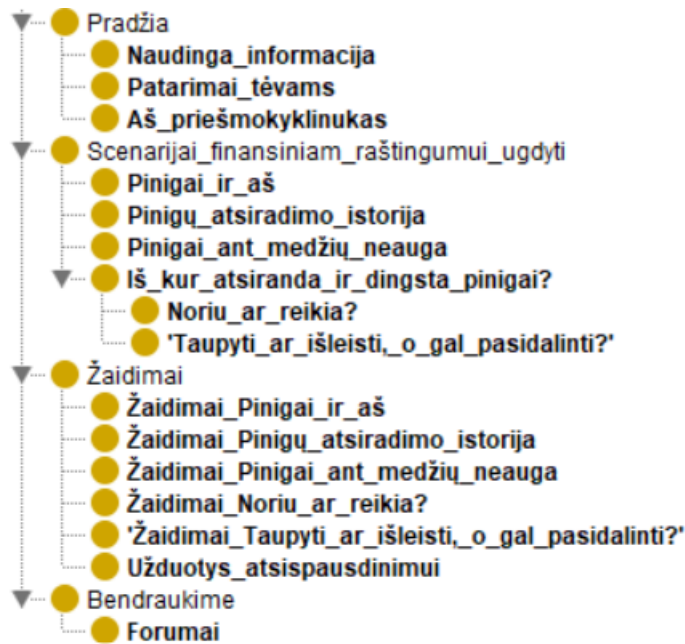 Pradžia
Naudinga_informacija
Patarimai_tėvams
Aš_priešmokyklinukas
Scenarijai_finansiniam_raštingumui_ugdyti
Pinigai_ir_aš
Pinigų_atsiradimo_istorija
Pinigai_ant_medžių_neauga
Iš_kur_atsiranda_ir_dingsta_pinigai?
Noriu_ar_reikia?
'Taupyti_ar_išleisti,_o_gal_pasidalinti?'
Žaidimai
Žaidimai_Pinigai_ir_aš
Žaidimai_Pinigų_atsiradimo_istorija
Žaidimai_Pinigai_ant_medžių_neauga
Žaidimai_Noriu_ar_reikia?
'Žaidimai_Taupyti_ar_išleisti,_o_gal_pasidalinti?'
Užduotys_atsispausdinimui
Bendraukime
Forumai